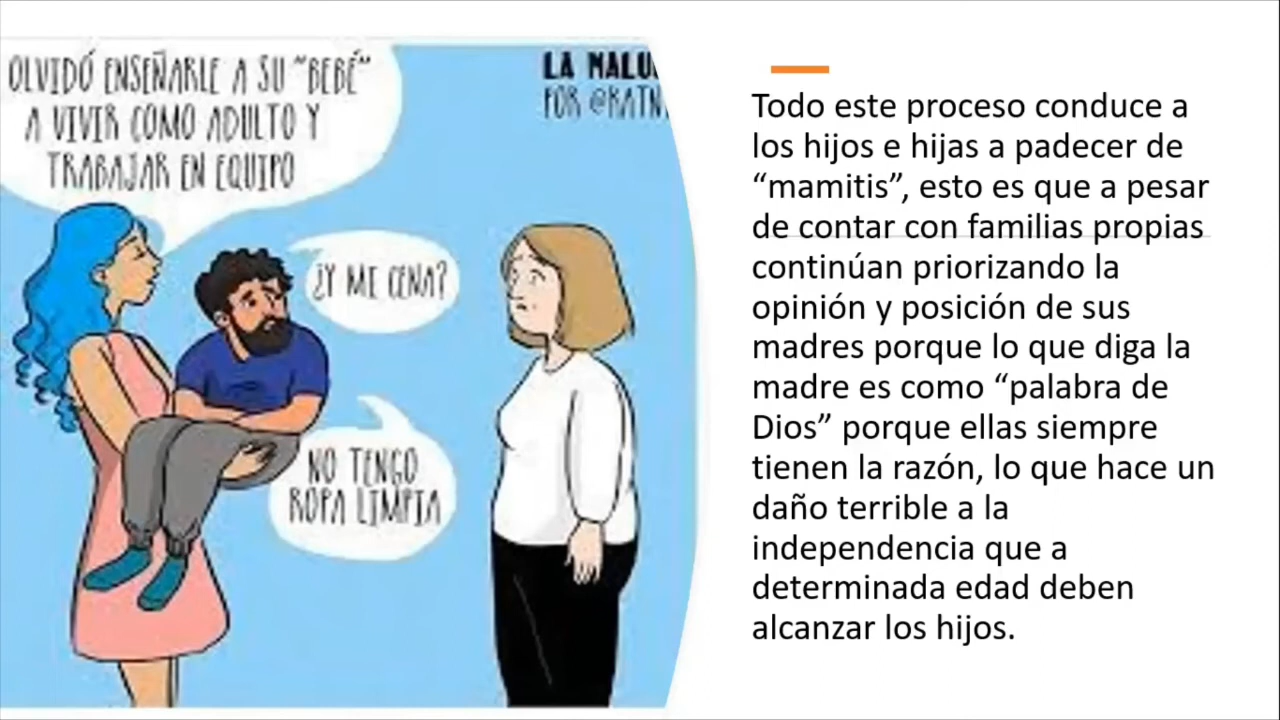 OLVIDÓ ENSEÑARLE A SU "BEBÉ"
A VIVIR COMO ADULTO Y
TRABAJAR EN EQUIPO
¿Y MI CENA?
NO TENGO
ROPA LIMPIA
LA
POR
Todo este proceso conduce a
los hijos e hijas a padecer de
“mamitis”, esto es que a pesar
de contar con familias propias
continúan priorizando la
opinión y posición de sus
madres porque lo que diga la
madre es como “palabra de
Dios” porque ellas siempre
tienen la razón, lo que hace un
daño terrible a la
independencia que a
determinada edad deben
alcanzar los hijos.